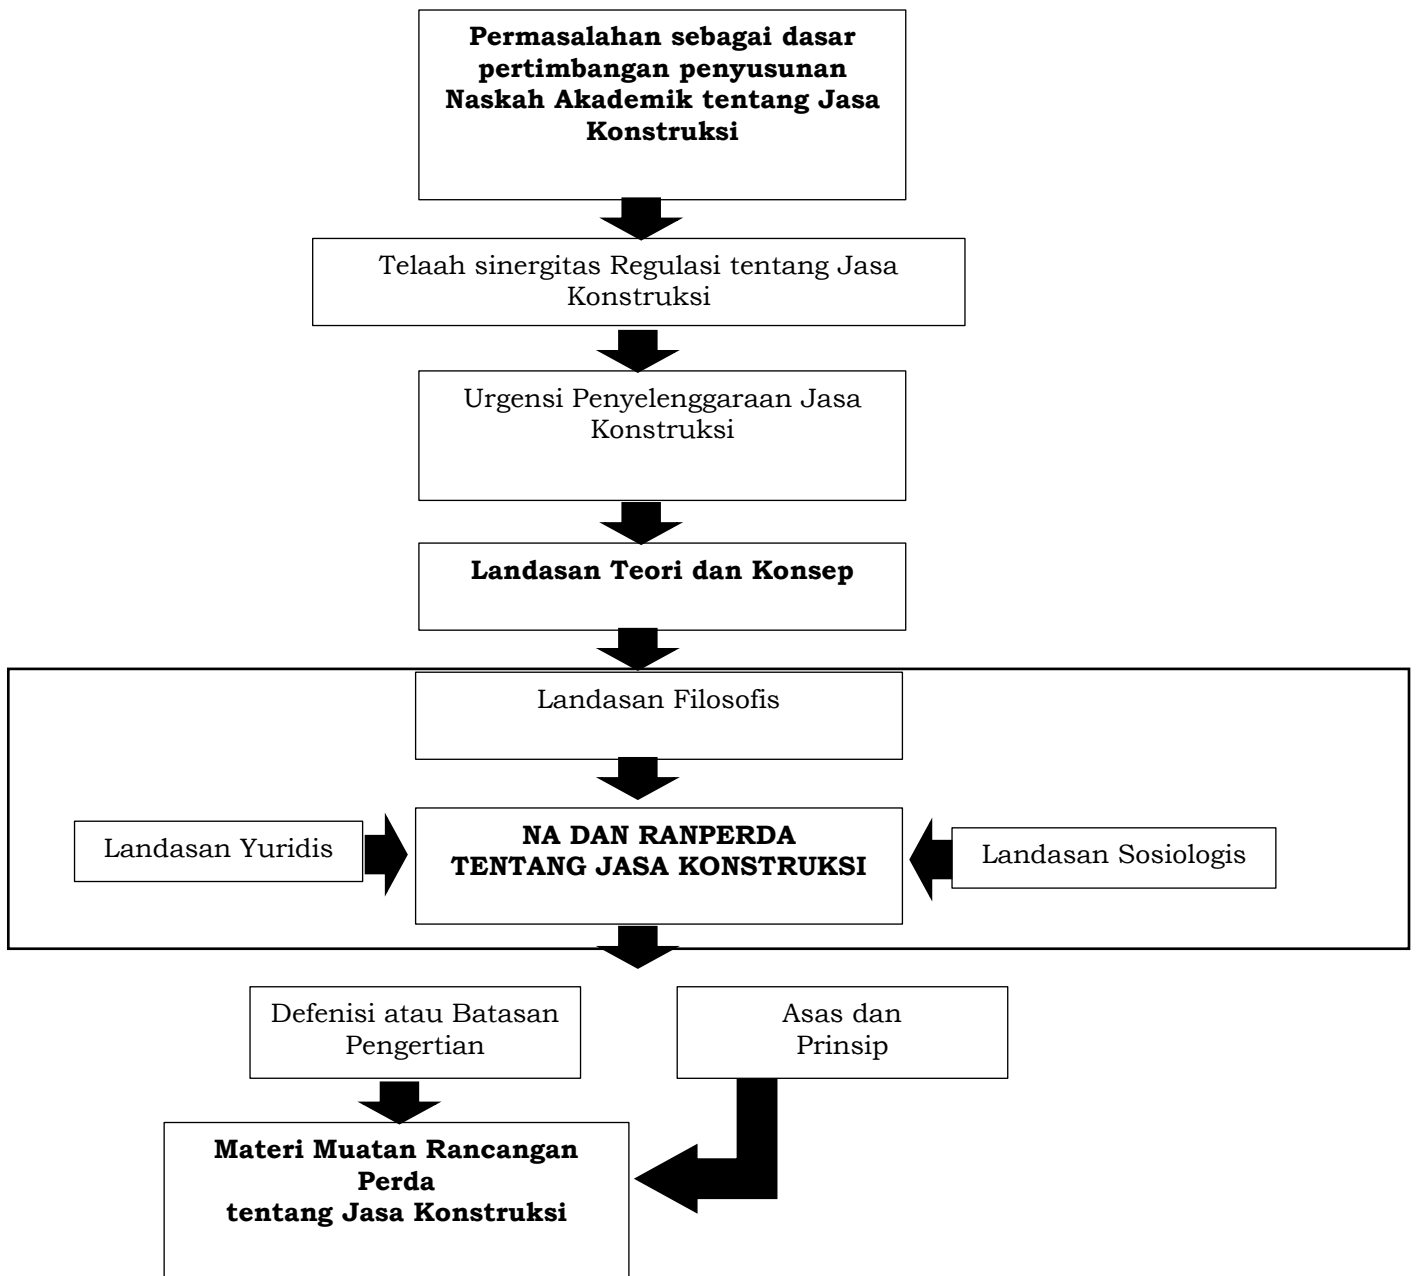 Permasalahan sebagai dasar
pertimbangan penyusunan
Naskah Akademik tentang Jasa
Konstruksi
Telaah sinergitas Regulasi tentang Jasa
Konstruksi
Urgensi Penyelenggaraan Jasa
Konstruksi
Landasan Teori dan Konsep
Landasan Filosofis
Landasan Yuridis
NA DAN RANPERDA
TENTANG JASA KONSTRUKSI
Landasan Sosiologis
Defenisi atau Batasan
Pengertian
Asas dan
Prinsip
Materi Muatan Rancangan
Perda
tentang Jasa Konstruksi